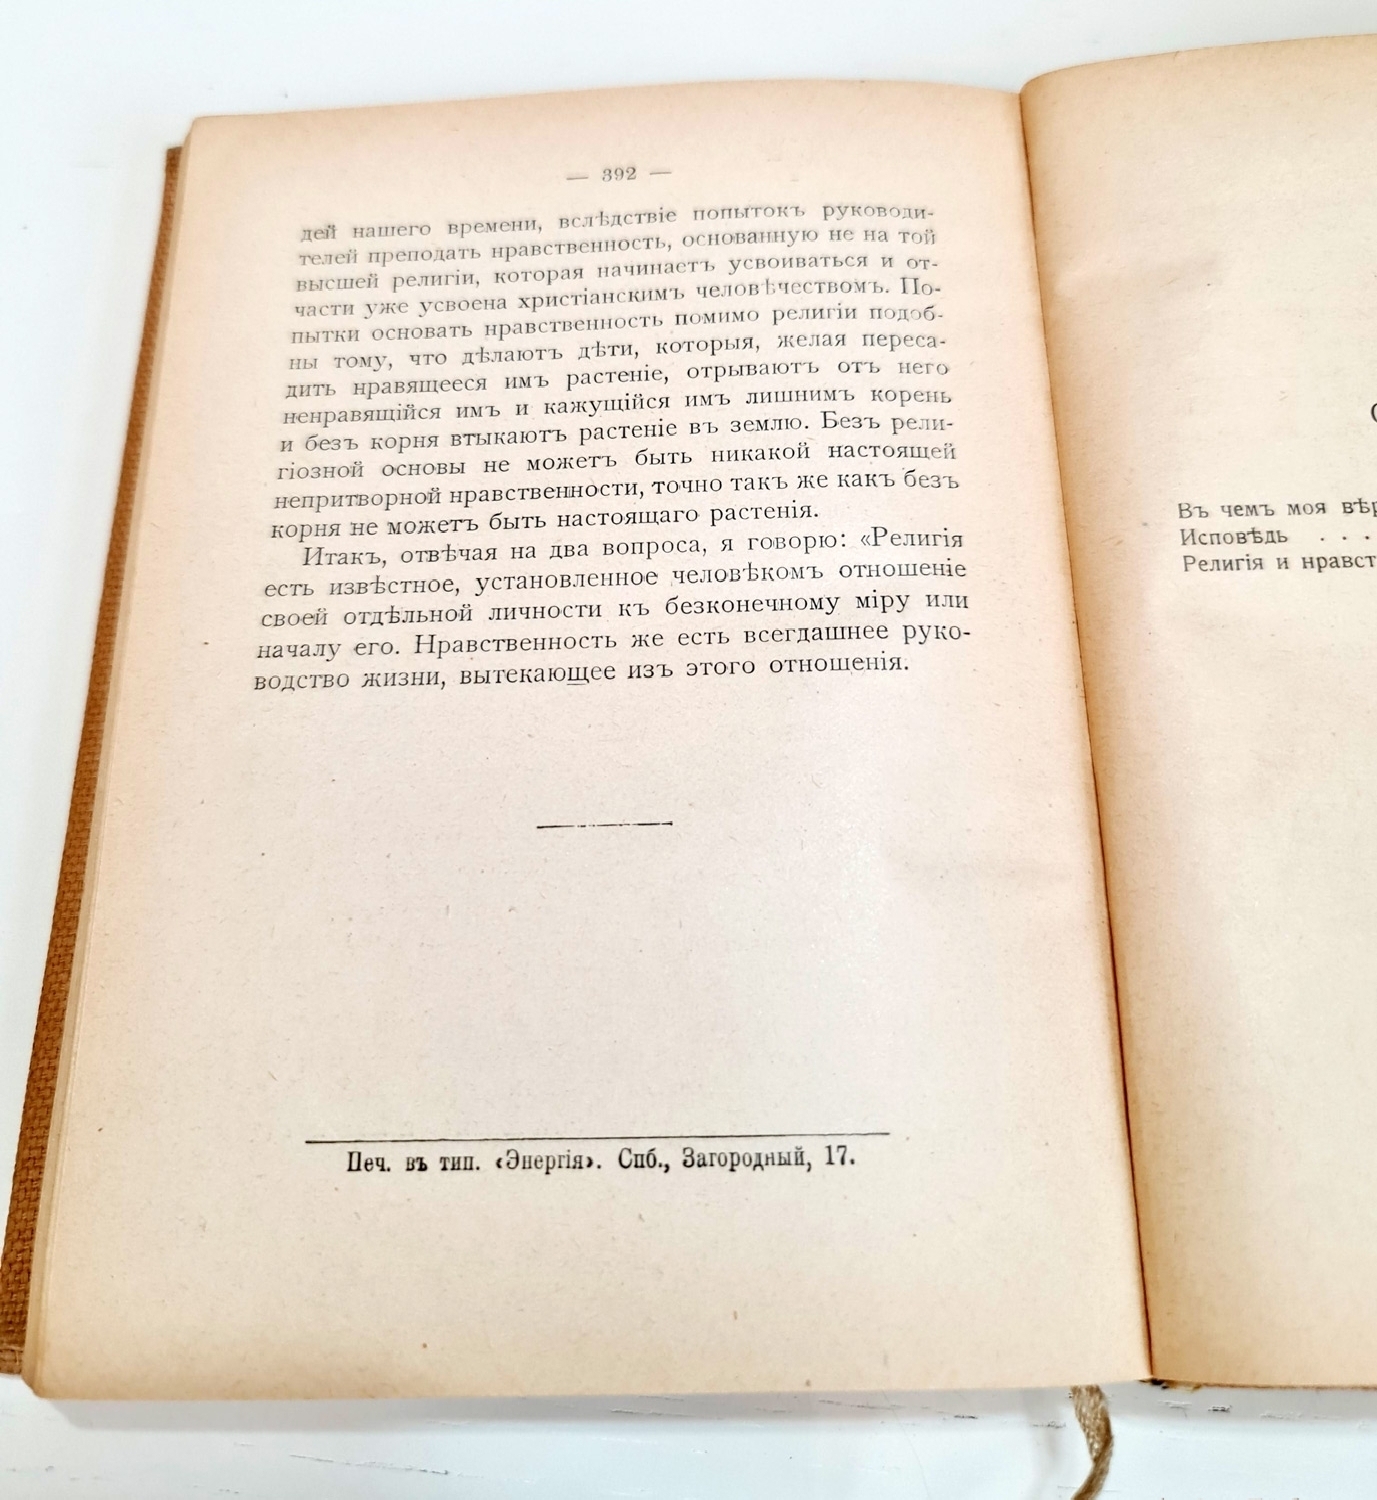 — 392 —
дей нашего времени, вслѣдствіе попытокъ руководи-
телей преподать нравственность, основанную не на той
высшей религіи, которая начинаетъ усвоиваться и от-
части уже усвоена христіанскимъ человѣчествомъ. По-
пытки основать нравственность помимо религіи подоб-
ны тому, что дѣлаютъ дѣти, которыя, желая переса-
дить нравящееся имъ растеніе, отрываютъ отъ него
ненравящійся имъ и кажущійся имъ лишнимъ корень
и безъ корня втыкаютъ растеніе въ землю. Безъ рели-
гіозной основы не можетъ быть никакой настоящей
непритворной нравственности, точно такъ же какъ безъ
корня не можетъ быть настоящаго растенія.
Итакъ, отвѣчая на два вопроса, я говорю: «Религія
есть извѣстное, установленное человѣкомъ отношеніе
своей отдѣльной личности къ безконечному міру или
началу его. Нравственность же есть всегдашнее руко-
водство жизни, вытекающее изъ этого отношенія.
Печ. въ тип. «Энергія». Спб., Загородный, 17.
Въ чемъ моя вѣр
Исповѣдь . . .
Религія и нравст